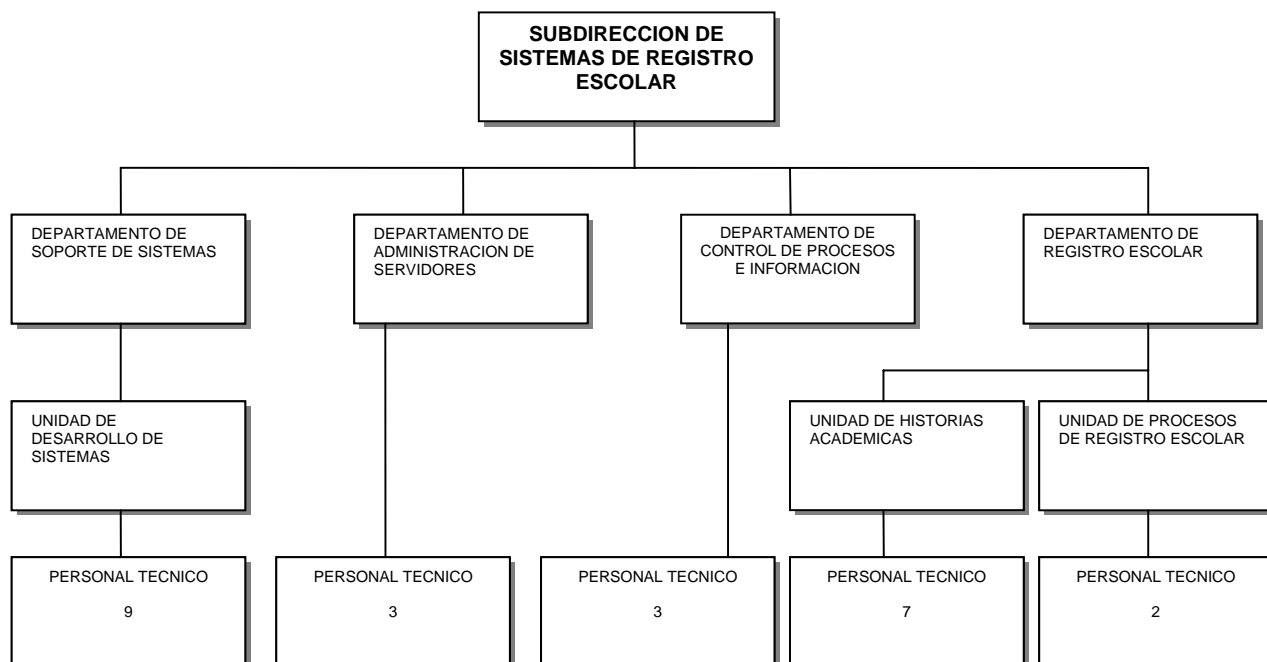 SUBDIRECCION DE
SISTEMAS DE REGISTRO
ESCOLAR
DEPARTAMENTO DE
SOPORTE DE SISTEMAS
DEPARTAMENTO DE
ADMINISTRACION DE
SERVIDORES
DEPARTAMENTO DE
CONTROL DE PROCESOS
E INFORMACION
DEPARTAMENTO DE
REGISTRO ESCOLAR
UNIDAD DE
DESARROLLO DE
SISTEMAS
UNIDAD DE HISTORIAS
ACADEMICAS
UNIDAD DE PROCESOS
DE REGISTRO ESCOLAR
PERSONAL TECNICO
9
PERSONAL TECNICO
3
PERSONAL TECNICO
3
PERSONAL TECNICO
7
PERSONAL TECNICO
2